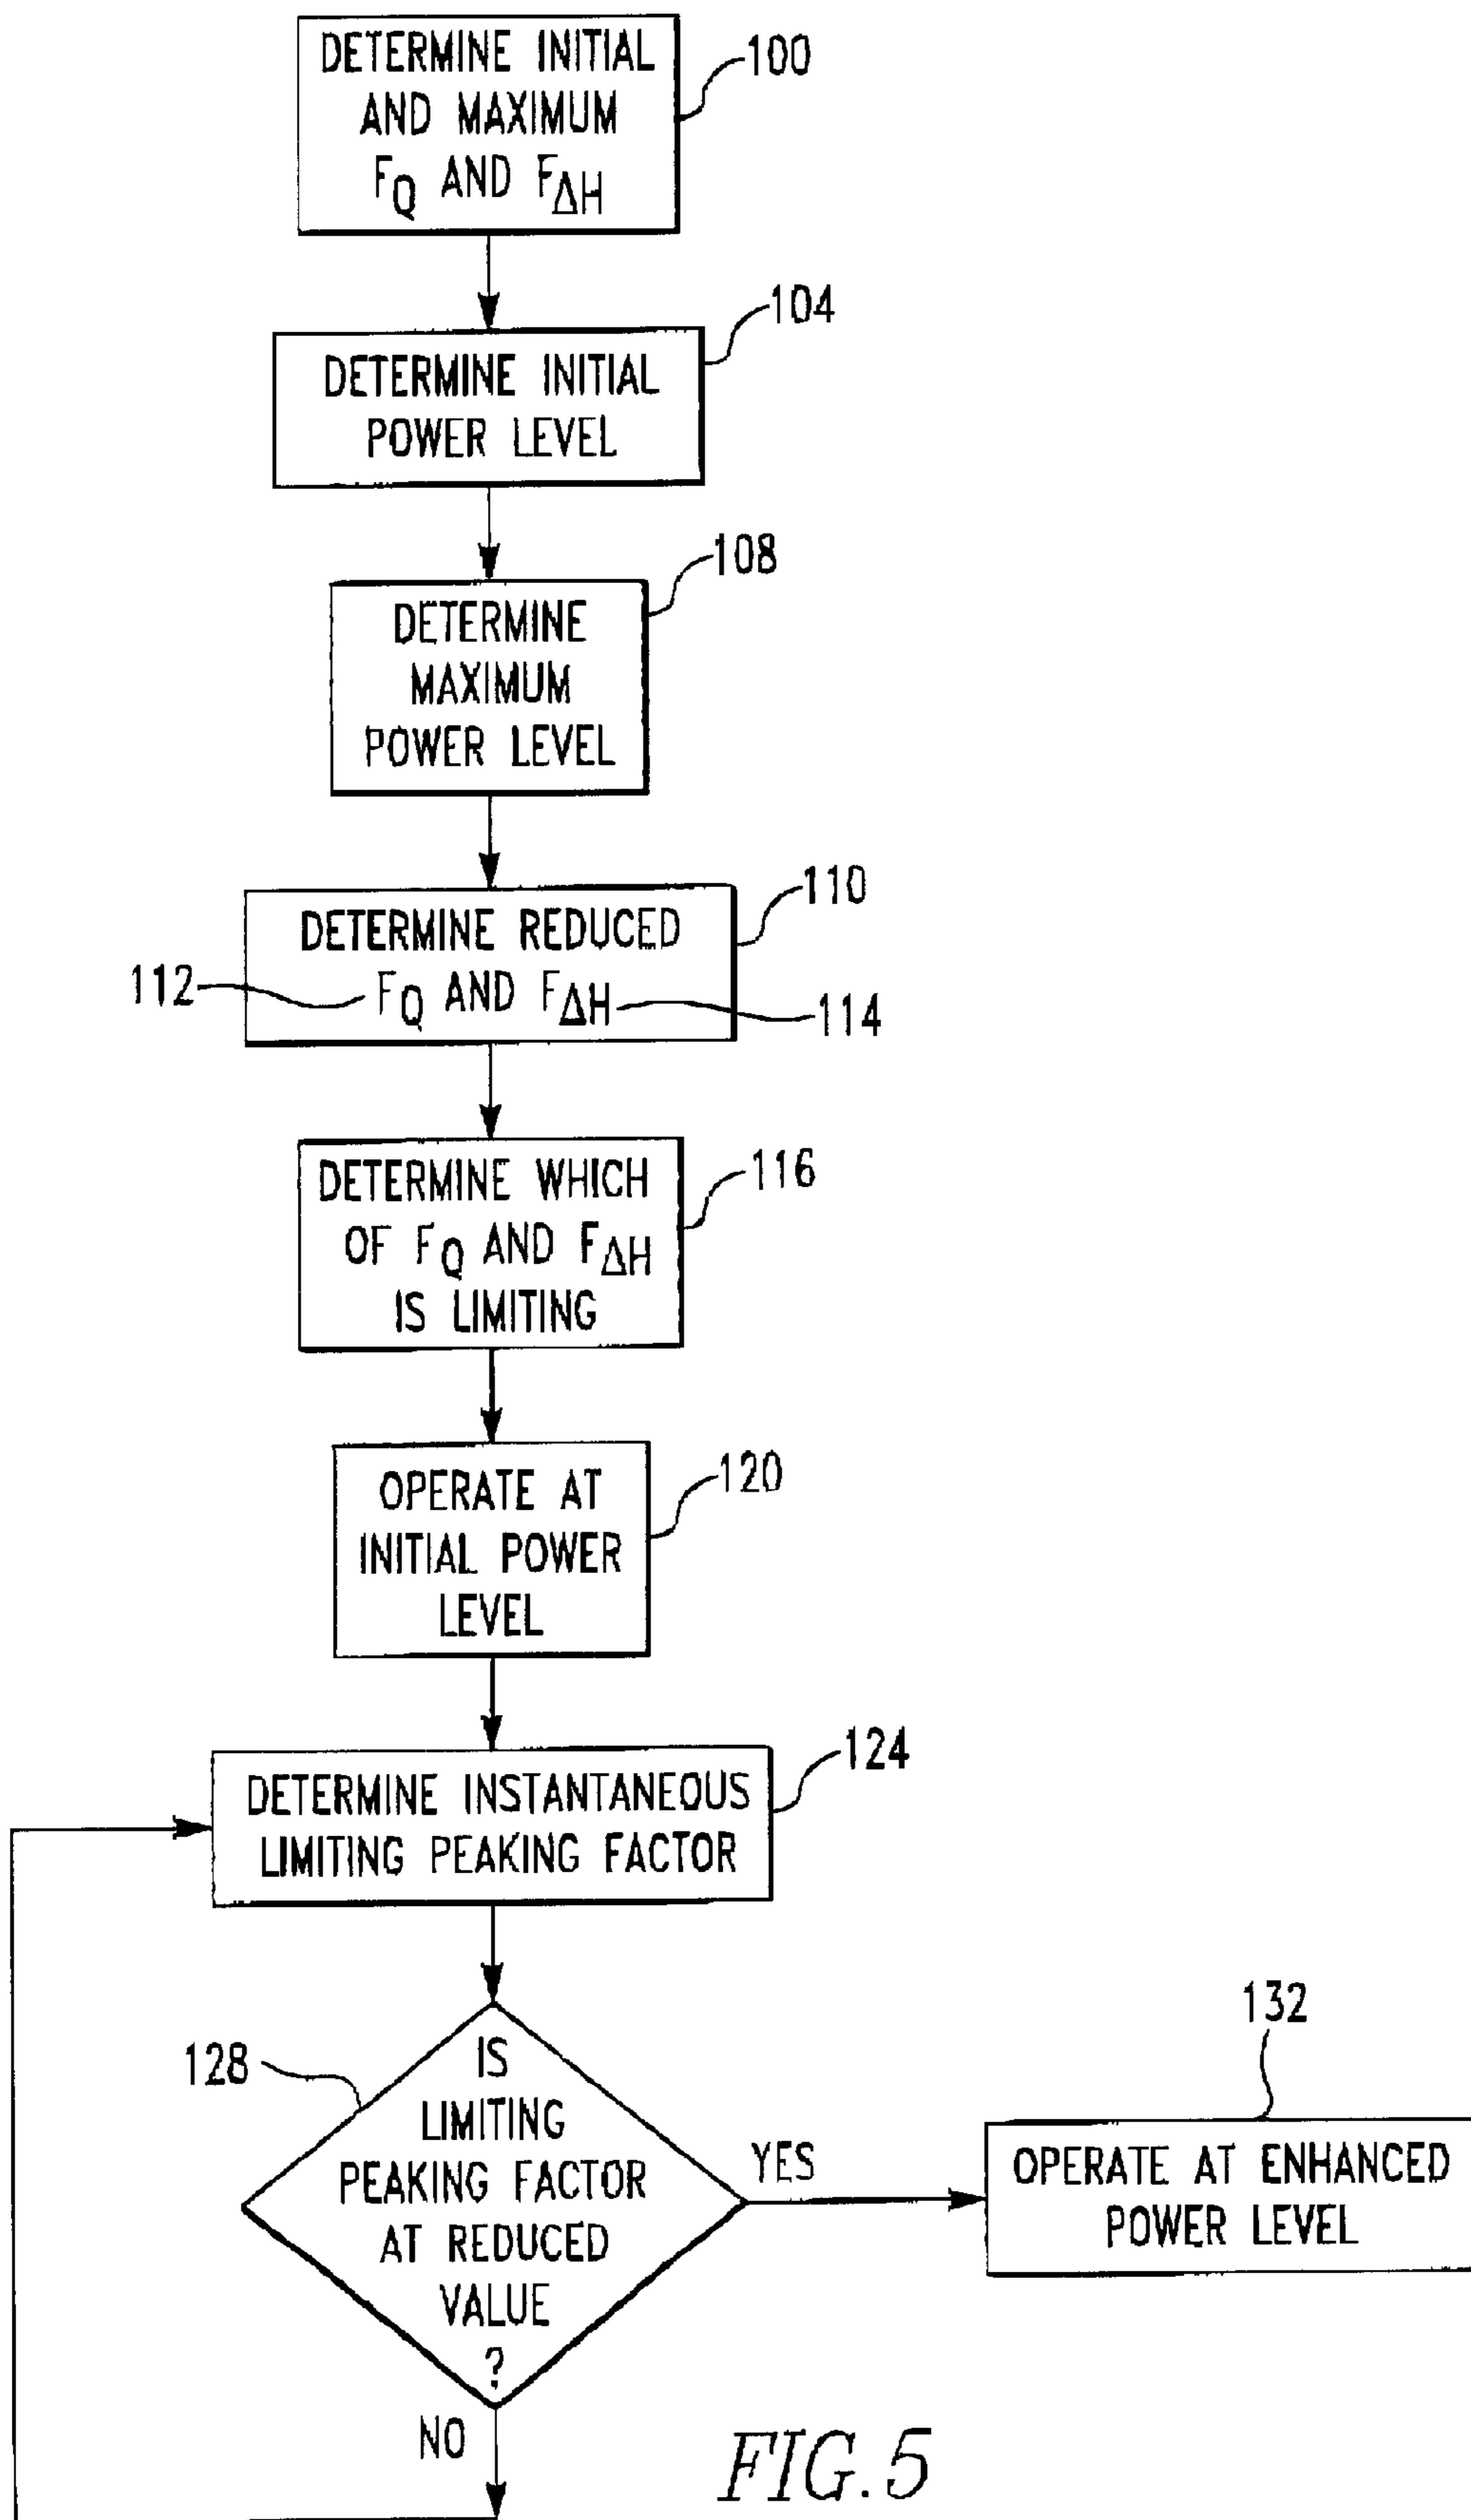 DETERMINE INITIAL
AND MAXIMUM
FQ AND FΔH
100
DETERMINE INITIAL
POWER LEVEL
104
DETERMINE
MAXIMUM
POWER LEVEL
108
DETERMINE REDUCED
FQ AND FΔH
110
112
114
DETERMINE WHICH
OF FQ AND FΔH
IS LIMITING
116
OPERATE AT
INITIAL POWER
LEVEL
120
DETERMINE INSTANTANEOUS
LIMITING PEAKING FACTOR
124
IS
LIMITING
PEAKING FACTOR
AT REDUCED
VALUE
?
128
YES
132
OPERATE AT ENHANCED
POWER LEVEL
NO
FIG. 5